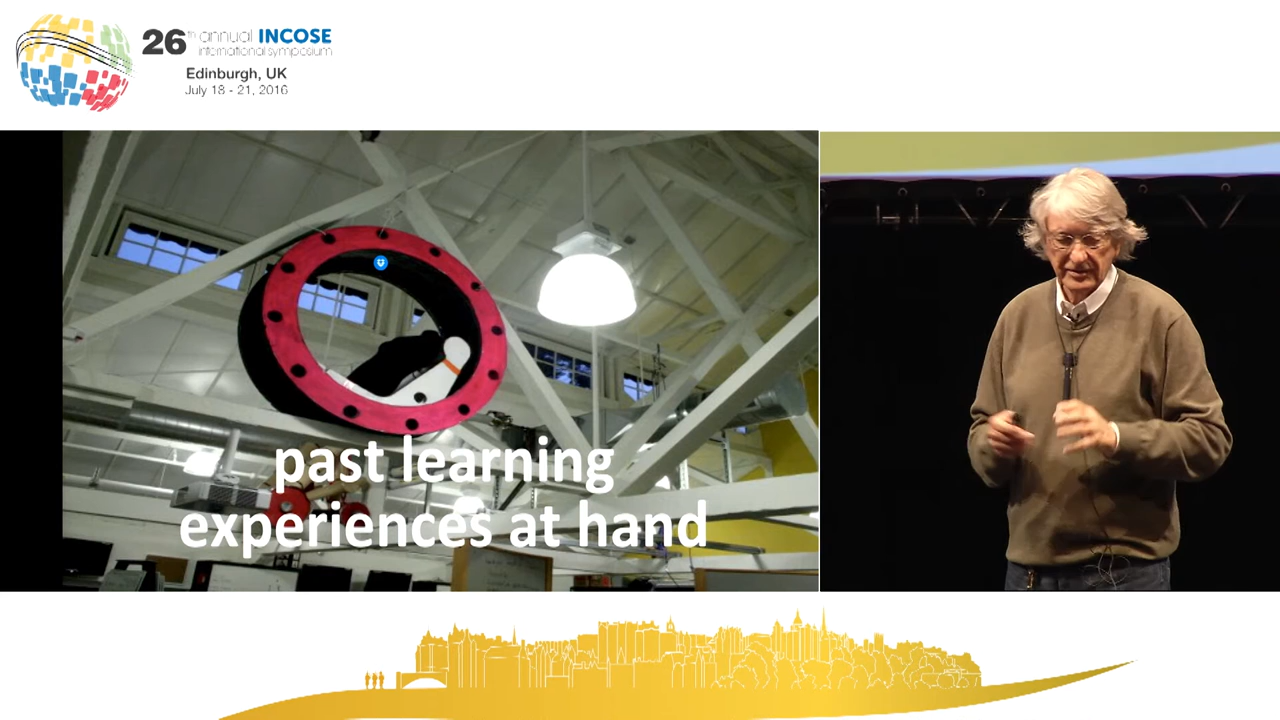 26th annual INCOSE
international symposium
Edinburgh, UK
July 18 - 21, 2016
past learning
experiences at hand